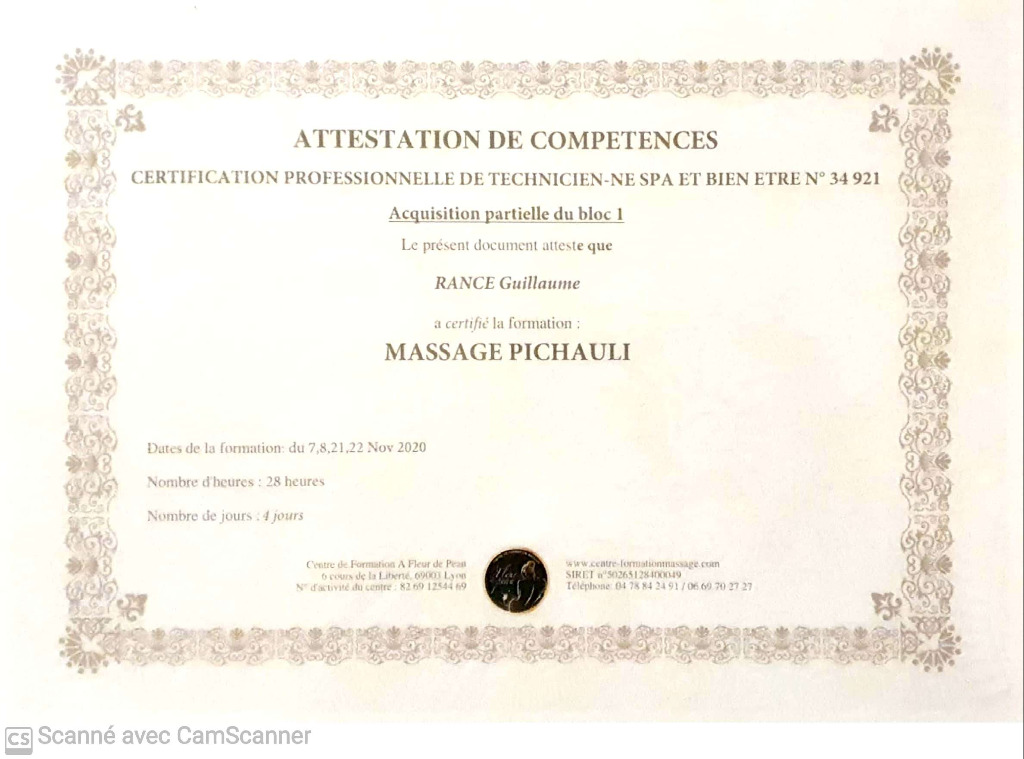 ATTESTATION DE COMPETENCES
CERTIFICATION PROFESSIONNELLE DE TECHNICIEN-NE SPA ET BIEN ETRE N° 34 921
Acquisition partielle du bloc 1
Le présent document atteste que
RANCE Guillaume
a certifié la formation :
MASSAGE PICHAULI
Dates de la formation: du 7,8,21,22 Nov 2020
Nombre d'heures : 28 heures
Nombre de jours : 4 jours
Centre de Formation A Fleur de Peau
6 cours de la Liberté, 69003 Lyon
N° d'activité du centre : 82 69 12544 69
www.centre-formationmassage.com
SIRET n°50265128400049
Téléphone: 04 78 84 24 91 / 06 69 70 27 27
CS Scanné avec CamScanner